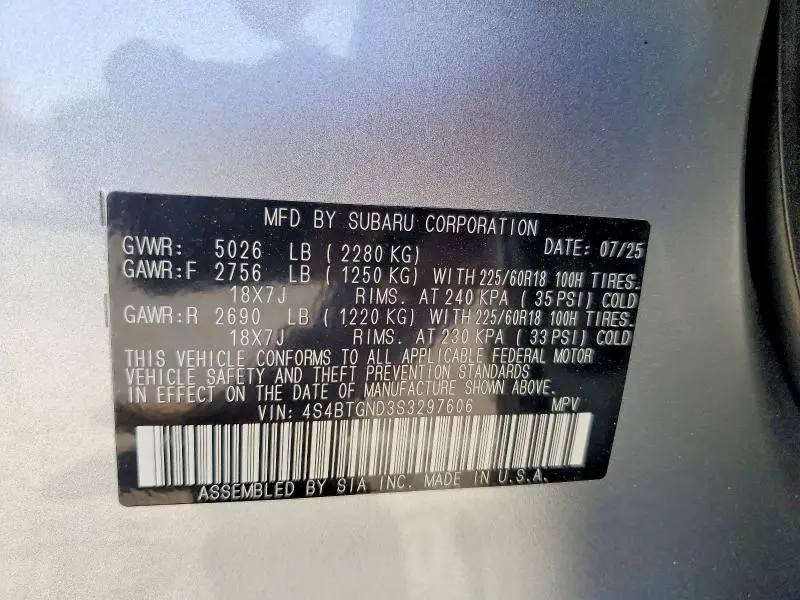 MFD BY SUBARU CORPORATION
GVWR: 5026 LB ( 2280 KG) DATE: 07/25
GAWR:F 2756 LB ( 1250 KG) WITH 225/60R18 100H TIRES.
18X7J RIMS. AT 240 KPA ( 35 PSI) COLD
GAWR:R 2690 LB ( 1220 KG) WITH 225/60R18 100H TIRES.
18X7J RIMS. AT 230 KPA ( 33 PSI) COLD
THIS VEHICLE CONFORMS TO ALL APPLICABLE FEDERAL MOTOR
VEHICLE SAFETY AND THEFT PREVENTION STANDARDS
IN EFFECT ON THE DATE OF MANUFACTURE SHOWN ABOVE.
VIN: 4S4BTGND3S3297606 MPV
ASSEMBLED BY SIA INC. MADE IN U.S.A.